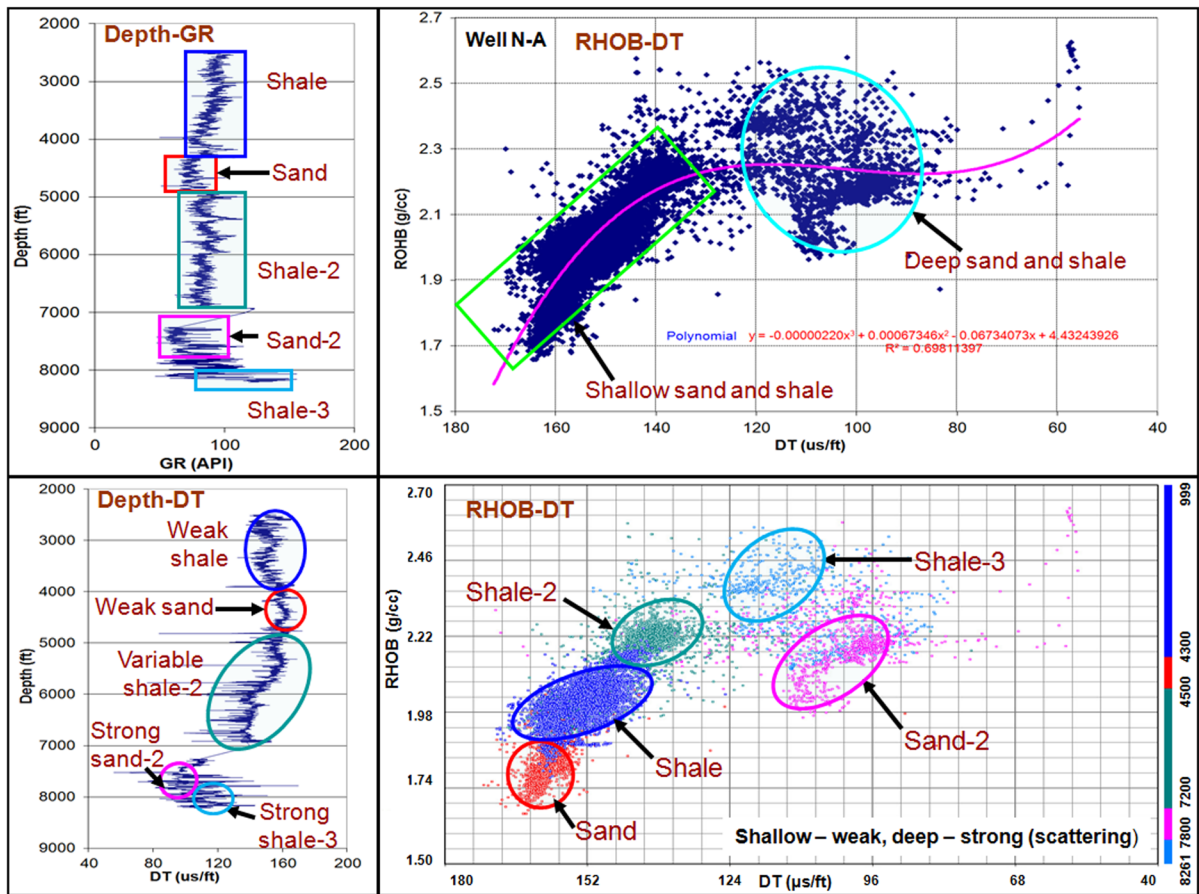 Depth-GR
2000
3000
4000
5000
6000
7000
8000
9000
Depth (ft)
Shale
Sand
Shale-2
Sand-2
Shale-3
0
100
200
GR (API)
Well N-A
RHOB-DT
2.7
2.5
2.3
2.1
1.9
1.7
1.5
ROHB (g/cc)
Deep sand and shale
Polynomial y = -0.00000220x³ + 0.00067346x² - 0.06734073x + 4.43243926
R² = 0.69811397
Shallow sand and shale
180
160
140
120
100
80
60
40
DT (us/ft)
Depth-DT
2000
3000
4000
5000
6000
7000
8000
9000
Depth (ft)
Weak
shale
Weak sand
Variable
shale-2
Strong
sand-2
Strong
shale-3
40
80
120
160
200
DT (us/ft)
RHOB-DT
2.70
2.46
2.22
1.98
1.74
1.50
RHOB (g/cc)
Shale-3
Shale-2
Sand-2
Shale
Sand
Shallow – weak, deep – strong (scattering)
180
152
124
96
68
40
DT (µs/ft)
999
4300
4500
7200
7800
8261